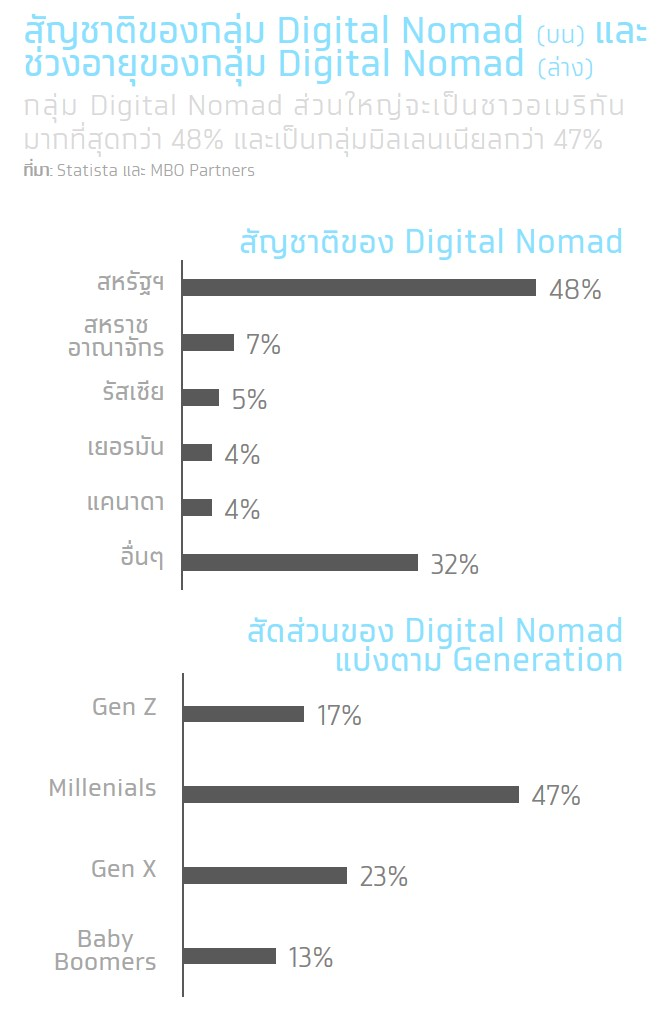 สัญชาติของกลุ่ม Digital Nomad (บน) และ
ช่วงอายุของกลุ่ม Digital Nomad (ล่าง)
กลุ่ม Digital Nomad ส่วนใหญ่จะเป็นชาวอเมริกัน
มากที่สุดกว่า 48% และเป็นกลุ่มมิลเลนเนียลกว่า 47%
ที่มา: Statista และ MBO Partners
สัญชาติของ Digital Nomad
สหรัฐฯ 48%
สหราช
อาณาจักร 7%
รัสเซีย 5%
เยอรมัน 4%
แคนาดา 4%
อื่นๆ 32%
สัดส่วนของ Digital Nomad
แบ่งตาม Generation
Gen Z 17%
Millenials 47%
Gen X 23%
Baby
Boomers 13%